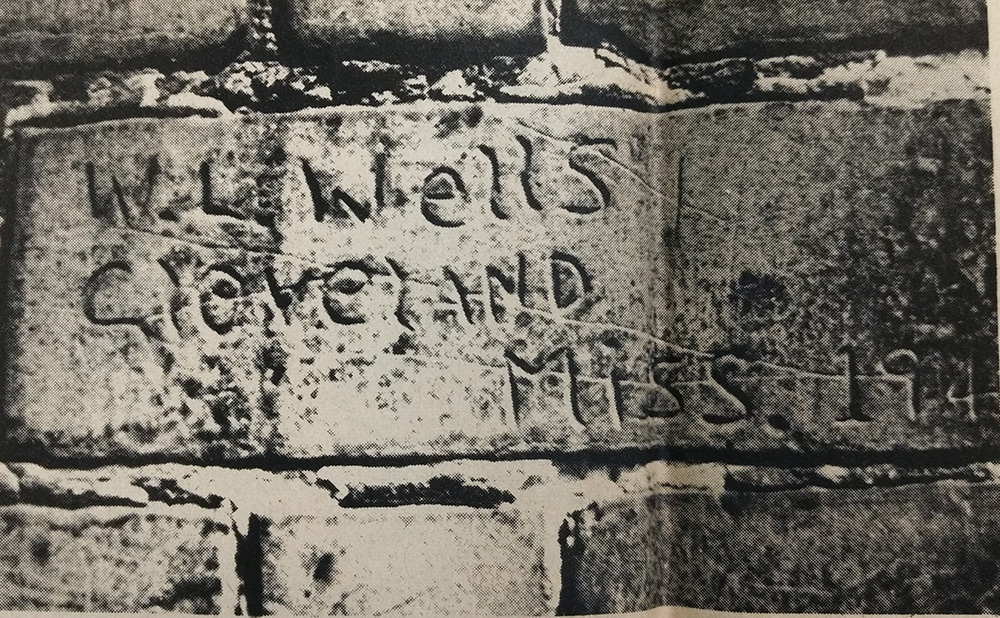 W.L. Wells
CleveLAND
Miss. 194